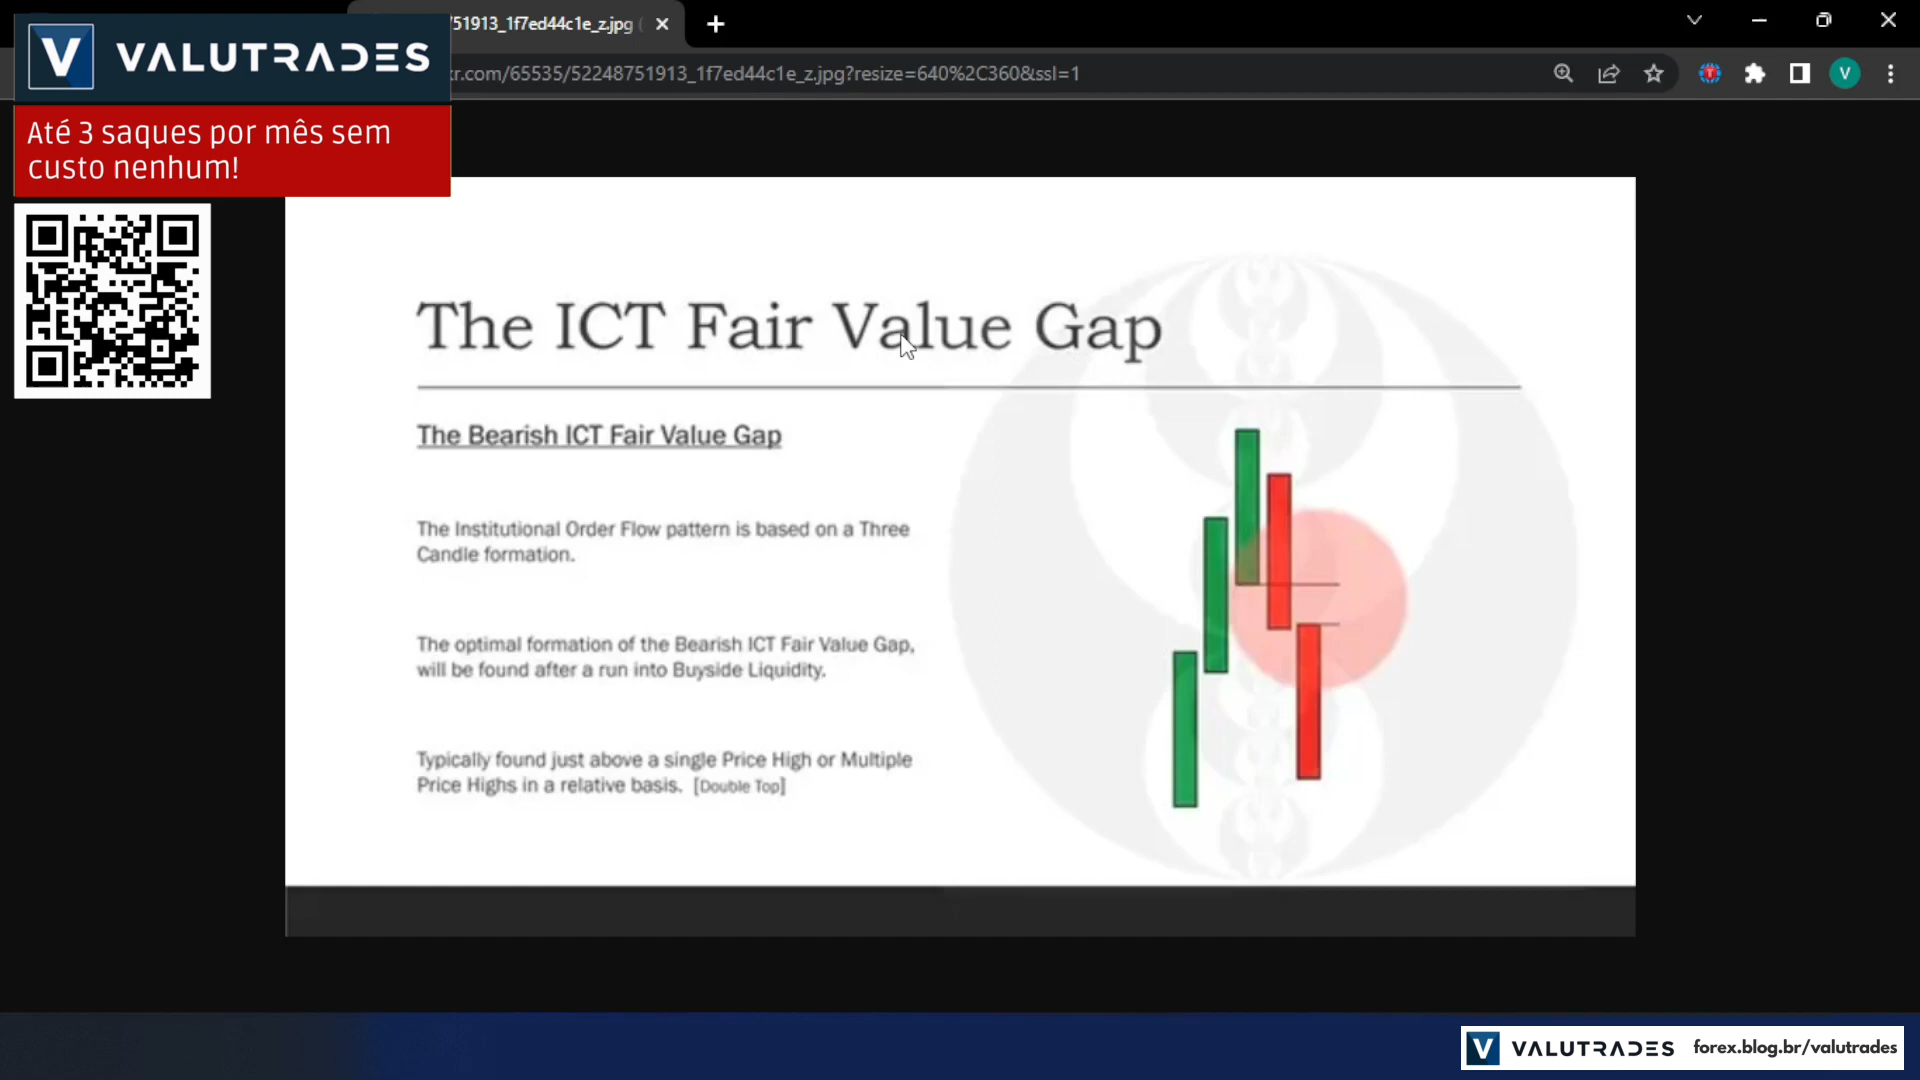 51913_1f7ed44c1e_z.jpg (
VALUTRADES
r.com/65535/52248751913_1f7ed44c1e_z.jpg?resize=640%2C360&ssl=1
V
Até 3 saques por mês sem
custo nenhum!
The ICT Fair Value Gap
The Bearish ICT Fair Value Gap
The Institutional Order Flow pattern is based on a Three
Candle formation.
The optimal formation of the Bearish ICT Fair Value Gap,
will be found after a run into Buyside Liquidity.
Typically found just above a single Price High or Multiple
Price Highs in a relative basis. [Double Top]
VALUTRADES forex.blog.br/valutrades